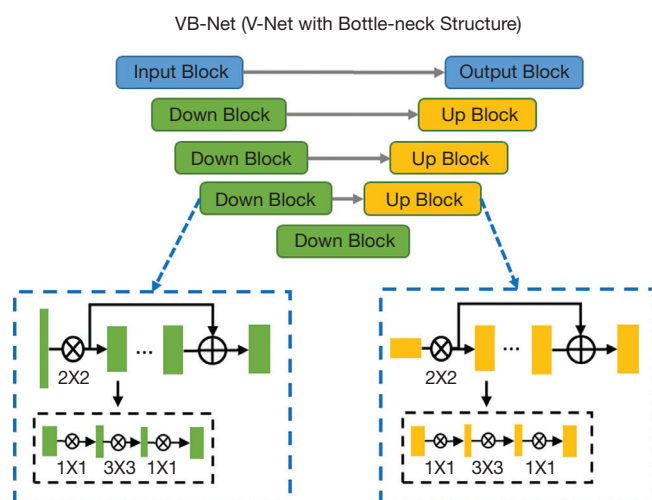 VB-Net (V-Net with Bottle-neck Structure)
Input Block Output Block
Down Block Up Block
Down Block Up Block
Down Block Up Block
Down Block
... ...
2X2 2X2
1X1 3X3 1X1 1X1 3X3 1X1